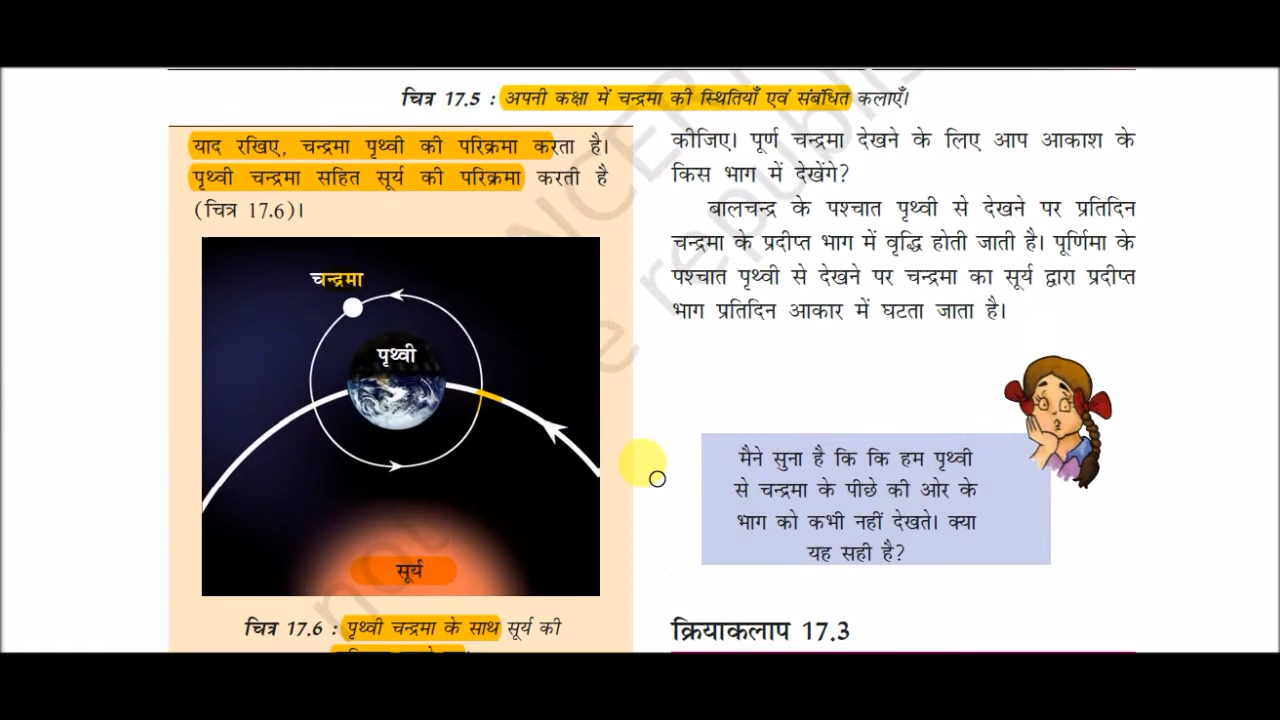 चित्र 17.5 : अपनी कक्षा में चन्द्रमा की स्थितियाँ एवं संबंधित कलाएँ।
याद रखिए, चन्द्रमा पृथ्वी की परिक्रमा करता है।
पृथ्वी चन्द्रमा सहित सूर्य की परिक्रमा करती है
(चित्र 17.6)।
चन्द्रमा
पृथ्वी
सूर्य
चित्र 17.6 : पृथ्वी चन्द्रमा के साथ सूर्य की
कीजिए। पूर्ण चन्द्रमा देखने के लिए आप आकाश के
किस भाग में देखेंगे?
बालचन्द्र के पश्चात पृथ्वी से देखने पर प्रतिदिन
चन्द्रमा के प्रदीप्त भाग में वृद्धि होती जाती है। पूर्णिमा के
पश्चात पृथ्वी से देखने पर चन्द्रमा का सूर्य द्वारा प्रदीप्त
भाग प्रतिदिन आकार में घटता जाता है।
मैने सुना है कि कि हम पृथ्वी
से चन्द्रमा के पीछे की ओर के
भाग को कभी नहीं देखते। क्या
यह सही है?
क्रियाकलाप 17.3